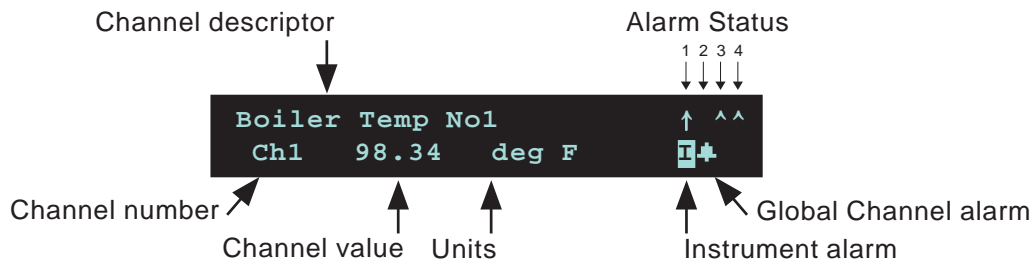 Channel descriptor Alarm Status
1 2 3 4
Boiler Temp No1 ↑ ^^
Ch1 98.34 deg F I
Channel number Global Channel alarm
Channel value Units Instrument alarm